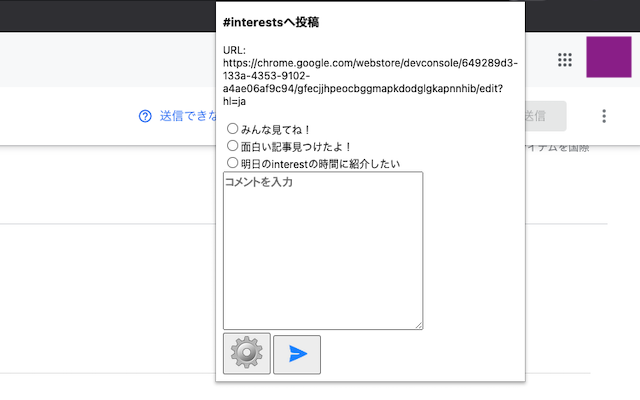 #interestsへ投稿
URL:
https://chrome.google.com/webstore/devconsole/649289d3-
133a-4353-9102-
a4ae06af9c94/gfecjjhpeocbggmapkdodglgkapnnhib/edit?
hl=ja
送信できな
送信
イテムを国際
みんな見てね！
面白い記事見つけたよ！
明日のinterestの時間に紹介したい
コメントを入力